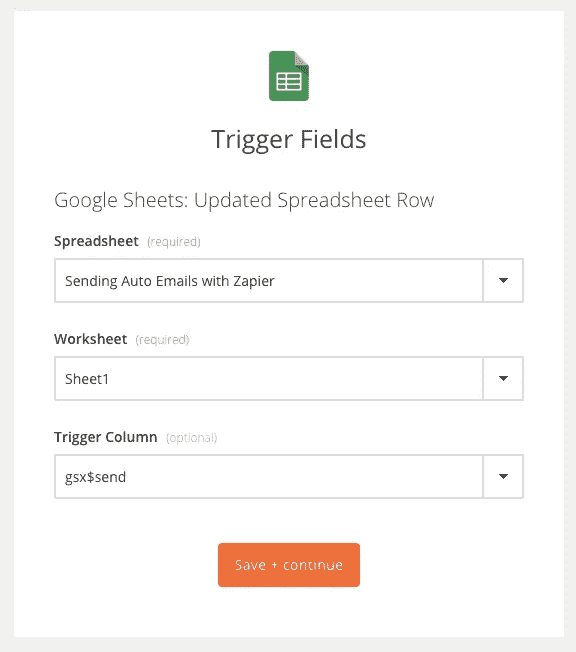 Trigger Fields
Google Sheets: Updated Spreadsheet Row
Spreadsheet (required)
Sending Auto Emails with Zapier
Worksheet (required)
Sheet1
Trigger Column (optional)
gsx$send
Save + continue